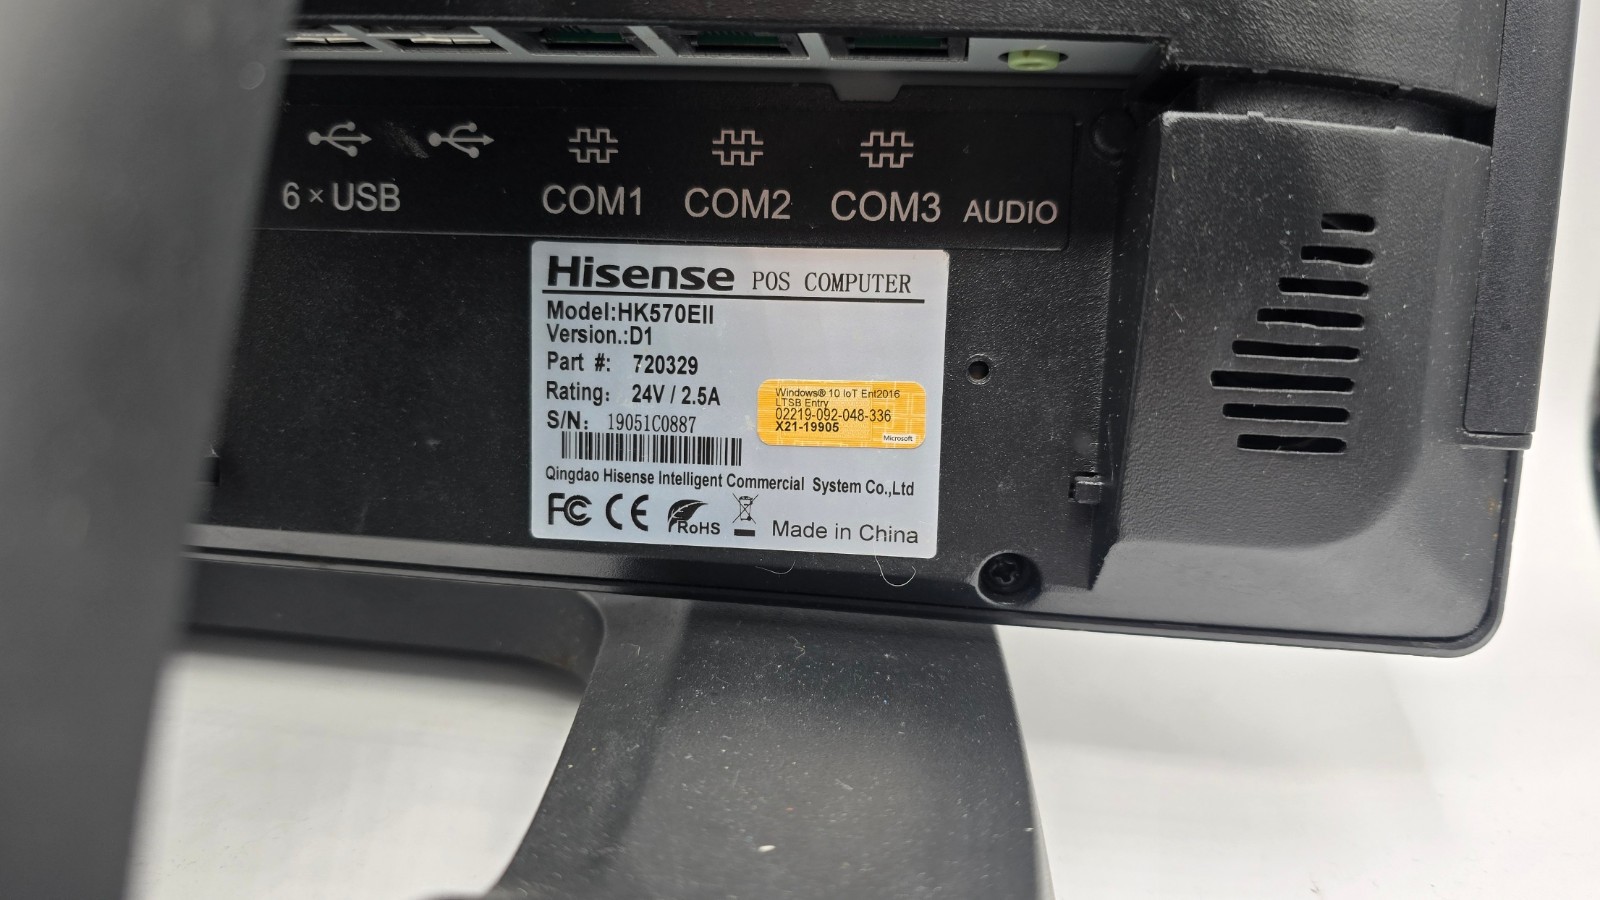 6 × USB
COM1
COM2
COM3
AUDIO
Hisense POS COMPUTER
Model:HK570EII
Version.:D1
Part #: 720329
Rating: 24V / 2.5A
S/N: 19051C0887
Windows® 10 IoT Ent2016
LTSB Entry
02219-092-048-336
X21-19905
Microsoft
Qingdao Hisense Intelligent Commercial System Co.,Ltd
FC CE RoHS
Made in China